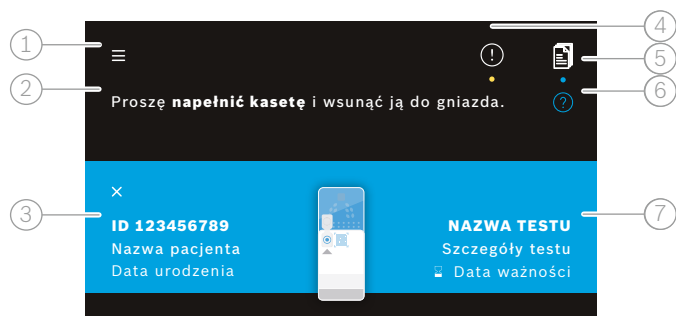 1
2
3
4
5
6
7
Proszę napełnić kasetę i wsunąć ją do gniazda.
ID 123456789
Nazwa pacjenta
Data urodzenia
NAZWA TESTU
Szczegóły testu
Data ważności